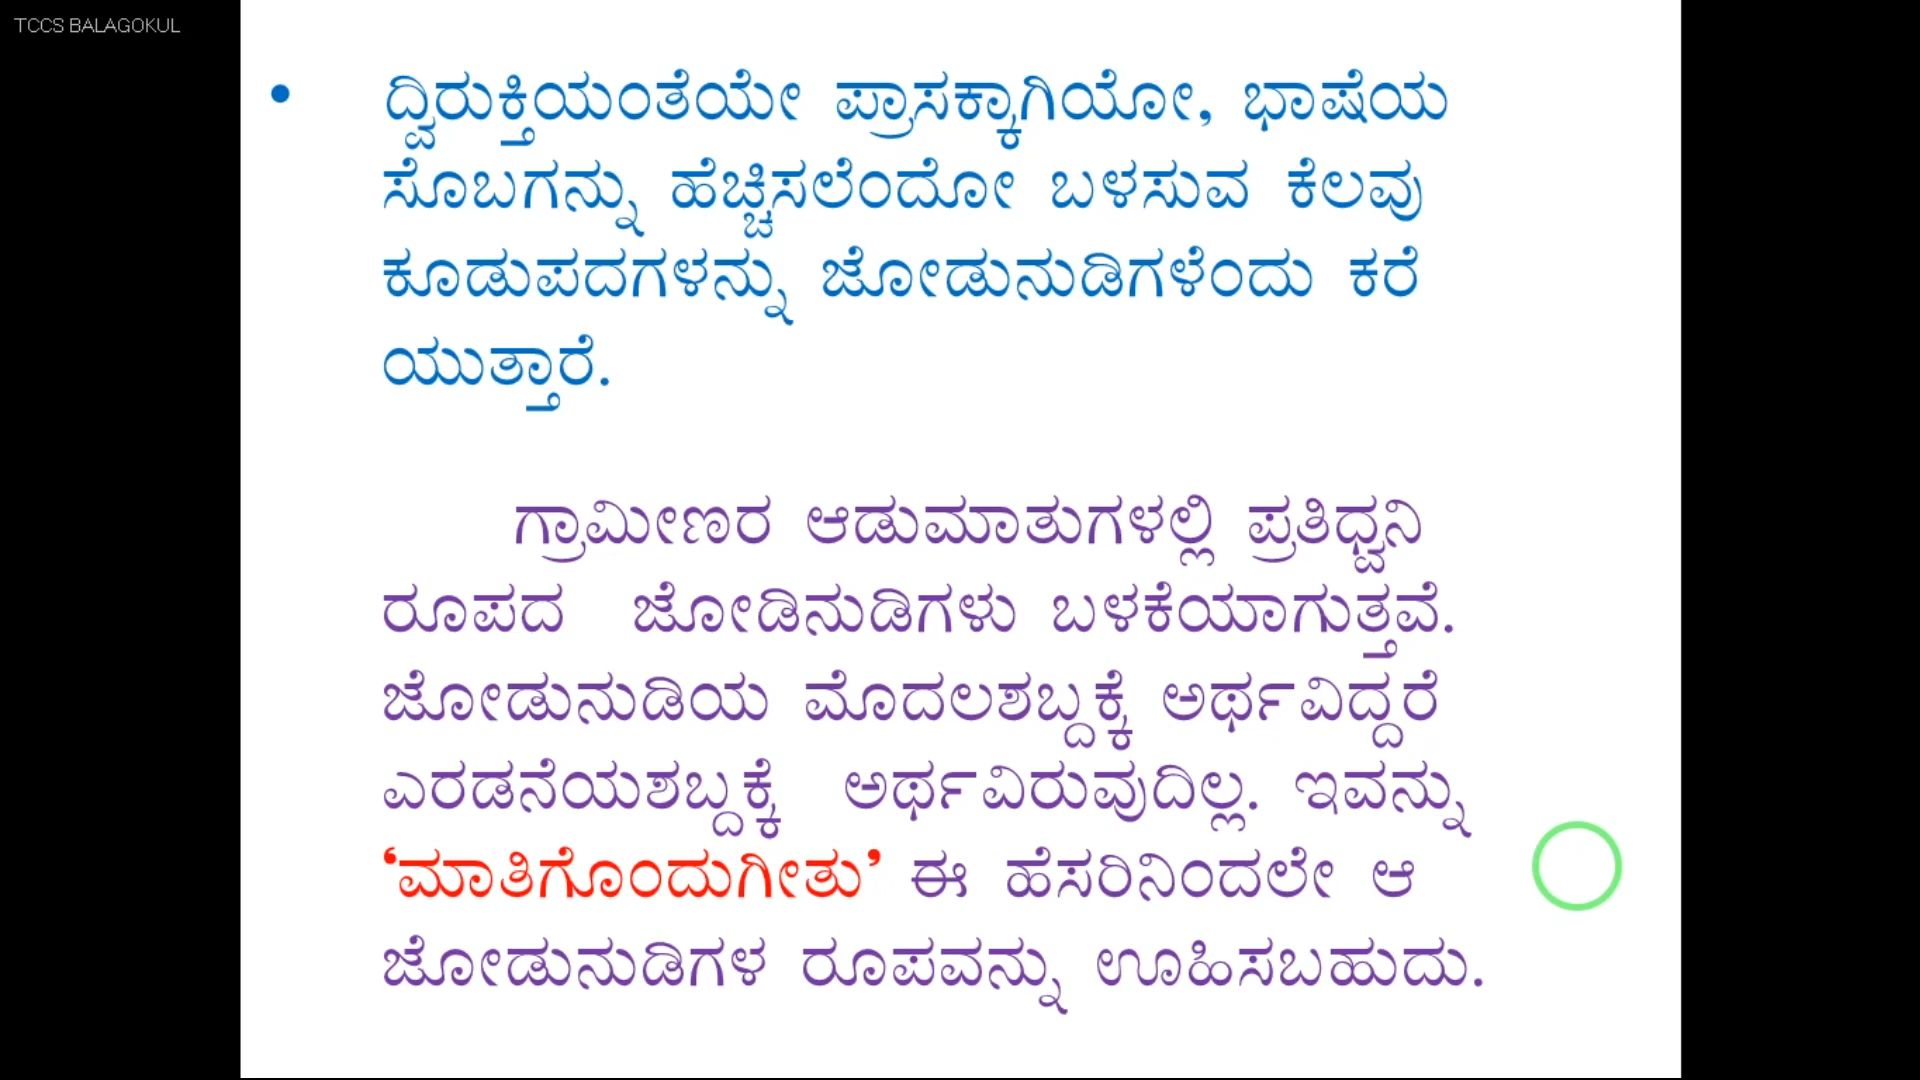 TCCS BALAGOKUL
• ದ್ವಿರುಕ್ತಿಯಂತೆಯೇ ಪ್ರಾಸಕ್ಕಾಗಿಯೋ, ಭಾಷೆಯ
ಸೊಬಗನ್ನು ಹೆಚ್ಚಿಸಲೆಂದೋ ಬಳಸುವ ಕೆಲವು
ಕೂಡುಪದಗಳನ್ನು ಜೋಡುನುಡಿಗಳೆಂದು ಕರೆ
ಯುತ್ತಾರೆ.
ಗ್ರಾಮೀಣರ ಆಡುಮಾತುಗಳಲ್ಲಿ ಪ್ರತಿಧ್ವನಿ
ರೂಪದ ಜೋಡಿನುಡಿಗಳು ಬಳಕೆಯಾಗುತ್ತವೆ.
ಜೋಡುನುಡಿಯ ಮೊದಲಶಬ್ದಕ್ಕೆ ಅರ್ಥವಿದ್ದರೆ
ಎರಡನೆಯಶಬ್ದಕ್ಕೆ ಅರ್ಥವಿರುವುದಿಲ್ಲ. ಇವನ್ನು
‘ಮಾತಿಗೊಂದುಗೀತು’ ಈ ಹೆಸರಿನಿಂದಲೇ ಆ
ಜೋಡುನುಡಿಗಳ ರೂಪವನ್ನು ಊಹಿಸಬಹುದು.